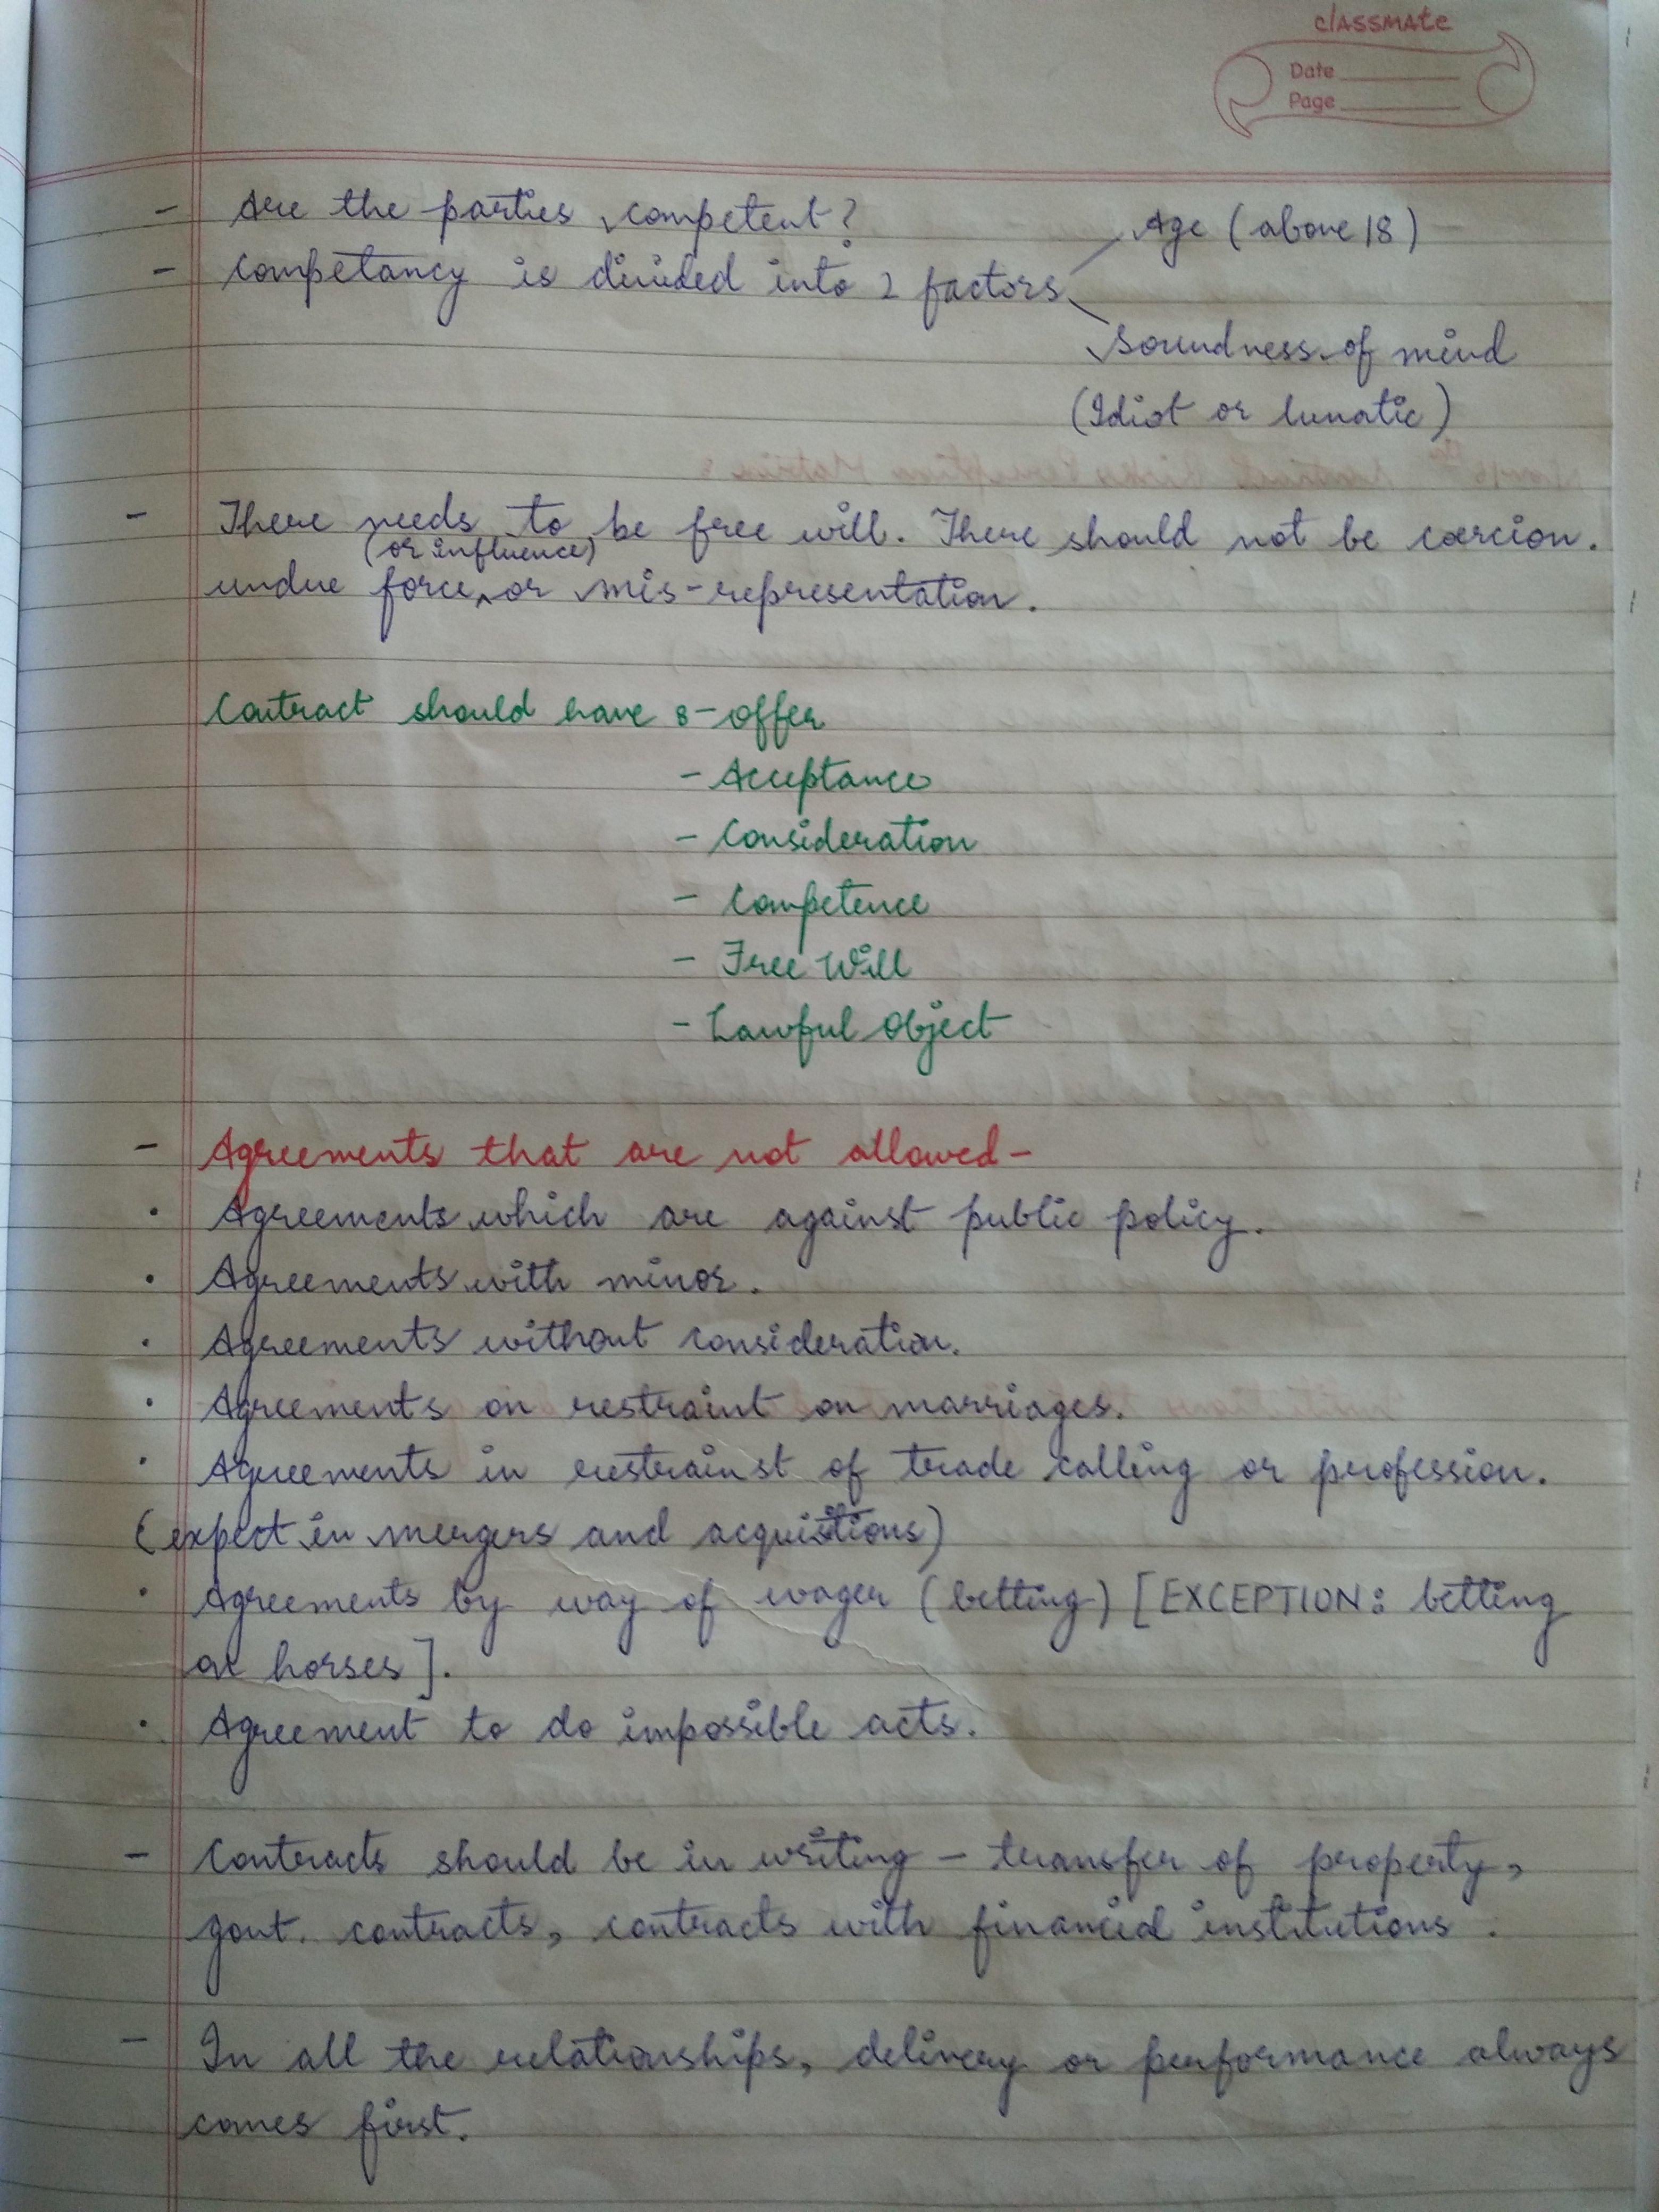 classmate
Date
Page
- Are the parties competent?
- Competancy is divided into 2 factors
Age (above 18)
Soundness of mind
(Idiot or lunatic)
- There needs to be free will. There should not be coercion.
(or influence)
undue force, or mis-representation.
Contract should have :- Offer
- Acceptance
- Consideration
- Competence
- Free Will
- Lawful Object
- Agreements that are not allowed -
· Agreements which are against public policy.
· Agreements with minor.
· Agreements without consideration.
· Agreements on restraint on marriages.
· Agreements in restrainst of trade calling or profession.
(expect in mergers and acquistions)
· Agreements by way of wager (betting) [EXCEPTION: betting
on horses].
· Agreement to do impossible acts.
- Contracts should be in writing - transfer of property,
govt. contracts, contracts with financial institutions.
- In all the relationships, delivery or performance always
comes first.